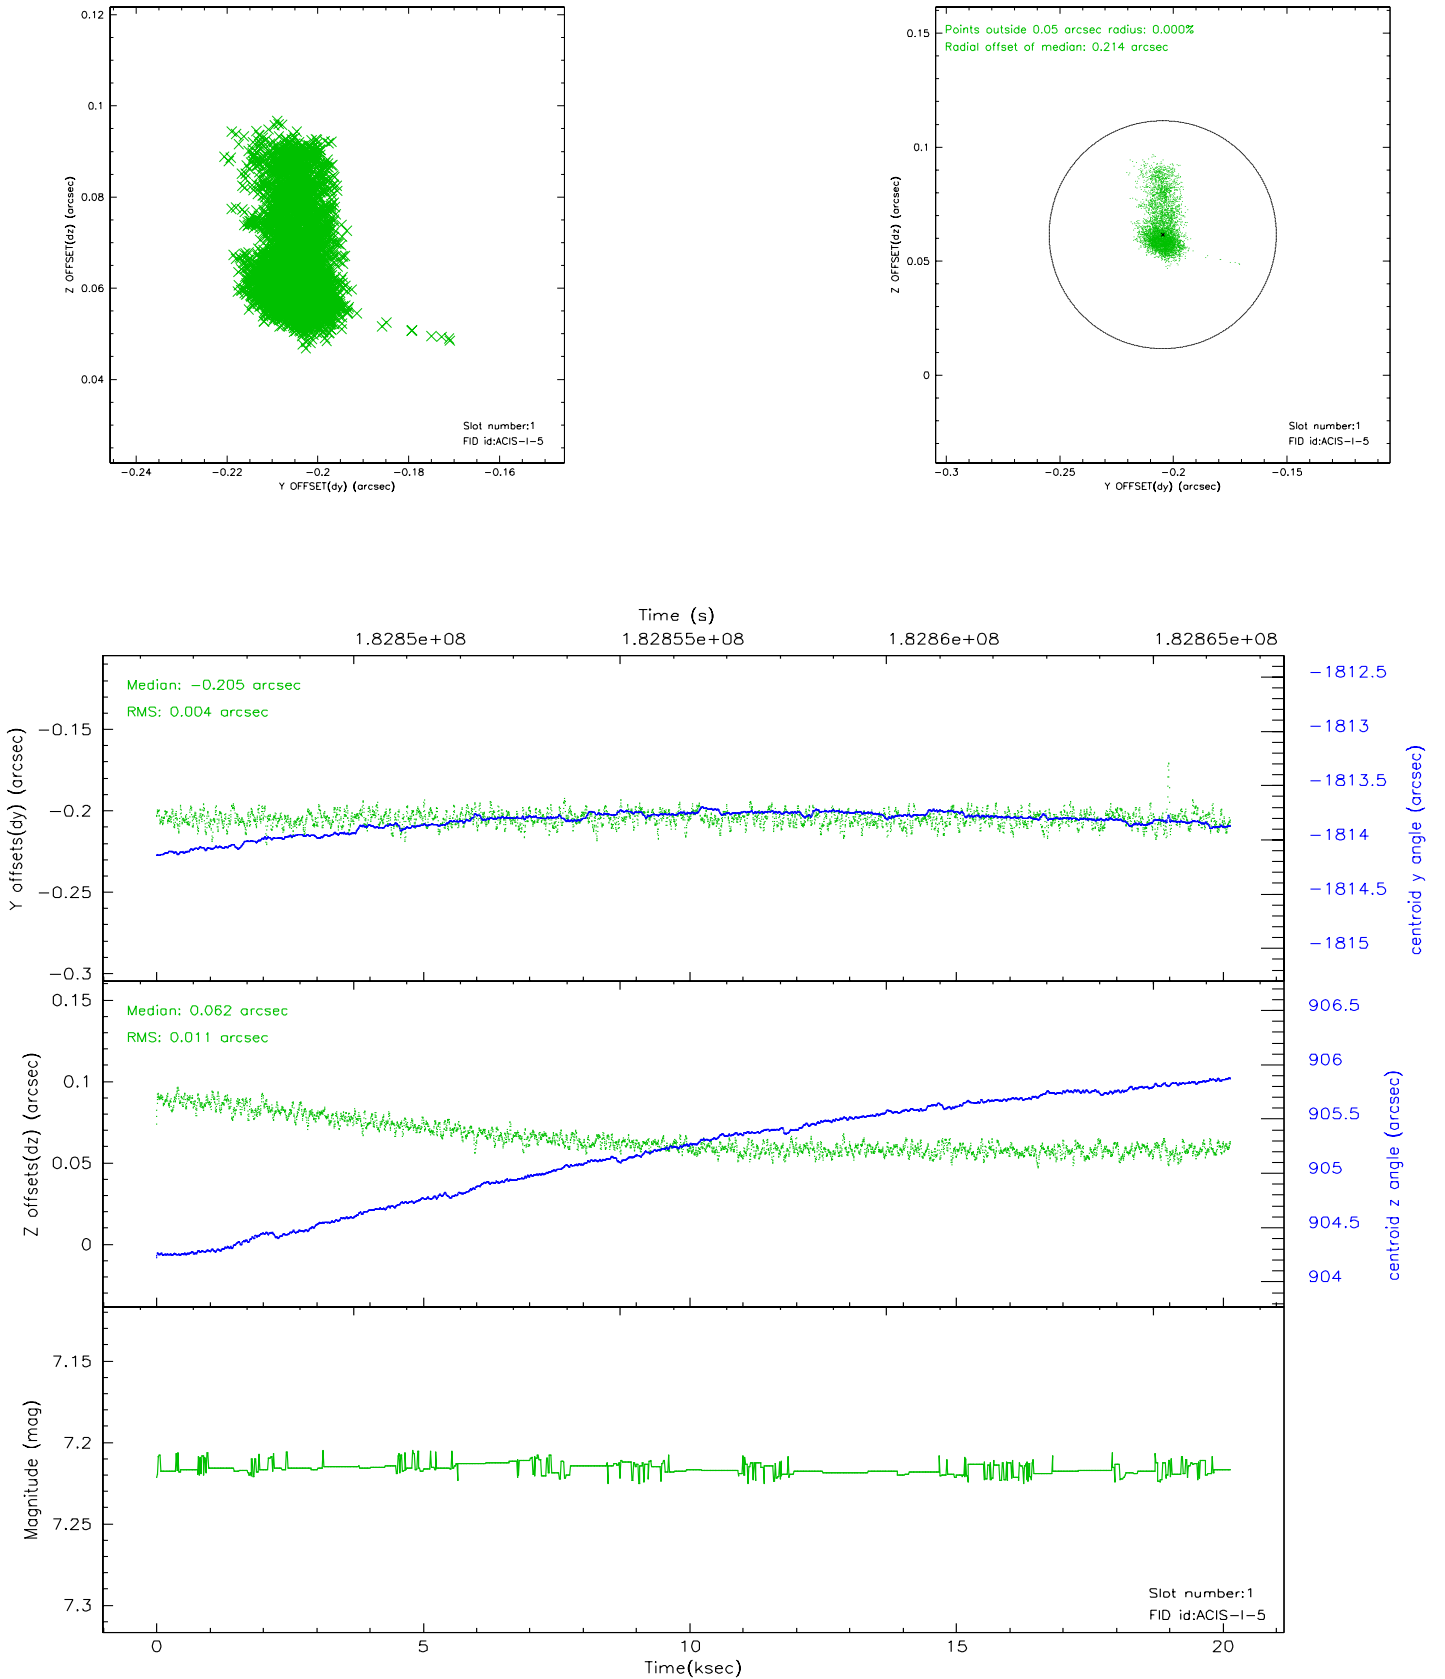 0.12
0.1
0.08
0.06
0.04
Z OFFSET(dz) (arcsec)
Slot number:1
FID id:ACIS-I-5
-0.24 -0.22 -0.2 -0.18 -0.16
Y OFFSET(dy) (arcsec)
Points outside 0.05 arcsec radius: 0.000%
Radial offset of median: 0.214 arcsec
0.15
0.1
0.05
0
Z OFFSET(dz) (arcsec)
Slot number:1
FID id:ACIS-I-5
-0.3 -0.25 -0.2 -0.15
Y OFFSET(dy) (arcsec)
Time (s)
1.8285e+08 1.82855e+08 1.8286e+08 1.82865e+08
Median: -0.205 arcsec
RMS: 0.004 arcsec
-0.15
-0.2
-0.25
-0.3
Y offsets(dy) (arcsec)
-1812.5
-1813
-1813.5
-1814
-1814.5
-1815
centroid y angle (arcsec)
Median: 0.062 arcsec
RMS: 0.011 arcsec
0.15
0.1
0.05
0
Z offsets(dz) (arcsec)
906.5
906
905.5
905
904.5
904
centroid z angle (arcsec)
7.15
7.2
7.25
7.3
Magnitude (mag)
Slot number:1
FID id:ACIS-I-5
0 5 10 15 20
Time(ksec)